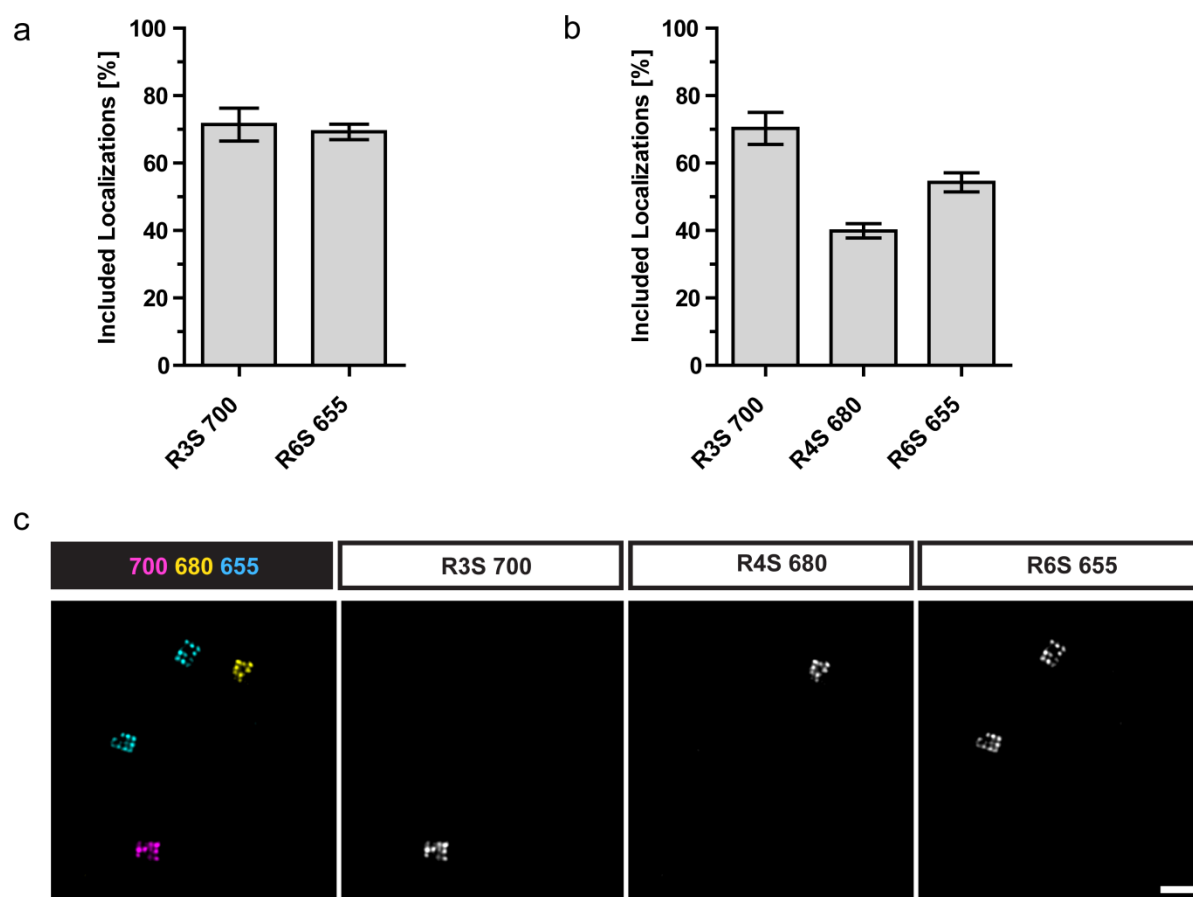 a
Included Localizations [%]
100
80
60
40
20
0
R3S 700
R6S 655
b
Included Localizations [%]
100
80
60
40
20
0
R3S 700
R4S 680
R6S 655
c
700 680 655
R3S 700
R4S 680
R6S 655